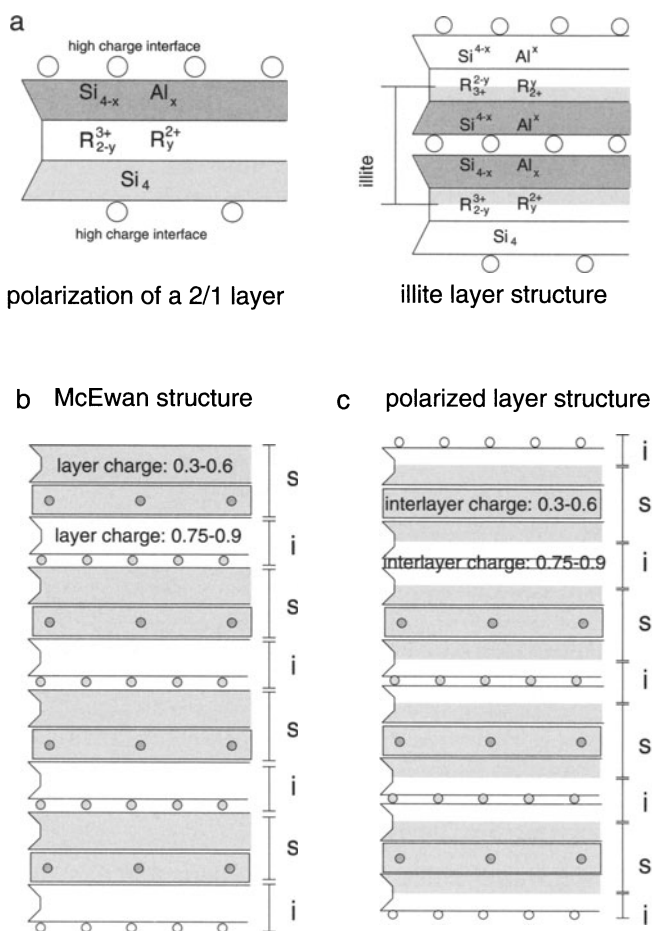 a
high charge interface
Si4-x Alx
R3+2-y R2+y
Si4
high charge interface
polarization of a 2/1 layer
Si4-x Alx
R2-y3+ Ry2+
Si4-x Alx
illite
Si4-x Alx
R3+2-y R2+y
Si4
illite layer structure
b McEwan structure
layer charge: 0.3-0.6
s
layer charge: 0.75-0.9
i
s
i
s
i
s
i
c polarized layer structure
i
interlayer charge: 0.3-0.6
s
interlayer charge: 0.75-0.9
i
s
i
s
i
s
i